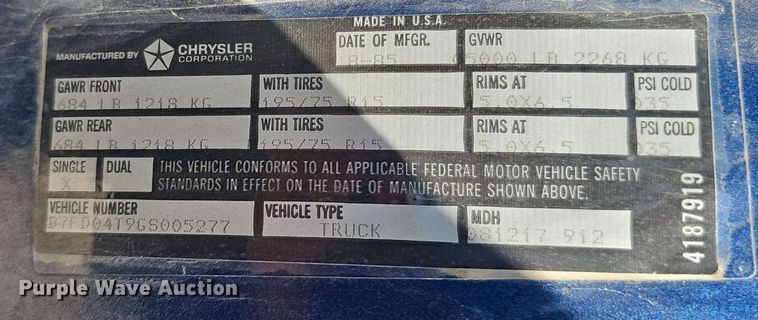 MADE IN U.S.A.
MANUFACTURED BY CHRYSLER CORPORATION
DATE OF MFGR. GVWR
8-85 05000 LB 2268 KG
GAWR FRONT WITH TIRES RIMS AT PSI COLD
684 LB 1218 KG 195/75 R15 5.0X6.5 035
GAWR REAR WITH TIRES RIMS AT PSI COLD
684 LB 1218 KG 195/75 R15 5.0X6.5 035
SINGLE DUAL THIS VEHICLE CONFORMS TO ALL APPLICABLE FEDERAL MOTOR VEHICLE SAFETY
X STANDARDS IN EFFECT ON THE DATE OF MANUFACTURE SHOWN ABOVE.
VEHICLE NUMBER VEHICLE TYPE MDH
B7FD04T9GS005277 TRUCK 081217 912
4187919
Purple Wave Auction